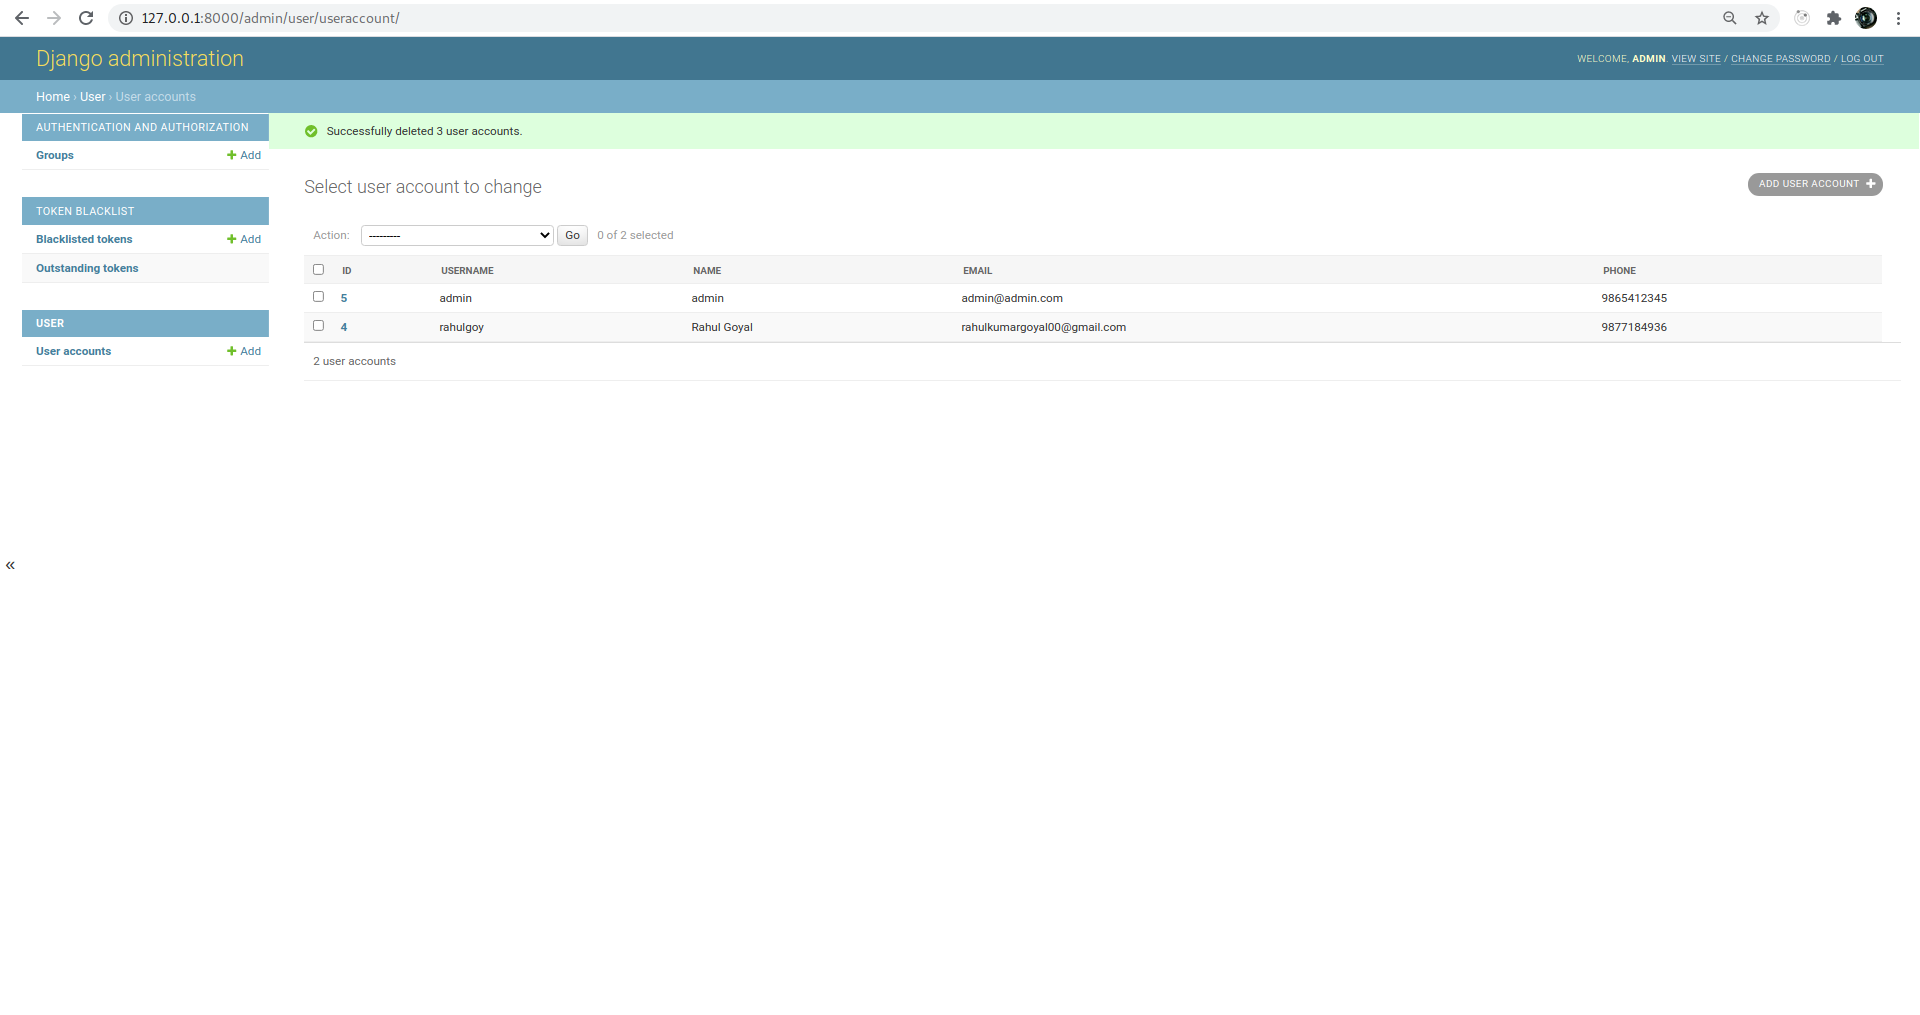 127.0.0.1:8000/admin/user/useraccount/
Django administration
WELCOME, ADMIN. VIEW SITE / CHANGE PASSWORD / LOG OUT
Home › User › User accounts
AUTHENTICATION AND AUTHORIZATION
Groups Add
TOKEN BLACKLIST
Blacklisted tokens Add
Outstanding tokens
USER
User accounts Add
«
Successfully deleted 3 user accounts.
Select user account to change
ADD USER ACCOUNT
Action: --------- Go 0 of 2 selected
ID USERNAME NAME EMAIL PHONE
5 admin admin admin@admin.com 9865412345
4 rahulgoy Rahul Goyal rahulkumargoyal00@gmail.com 9877184936
2 user accounts